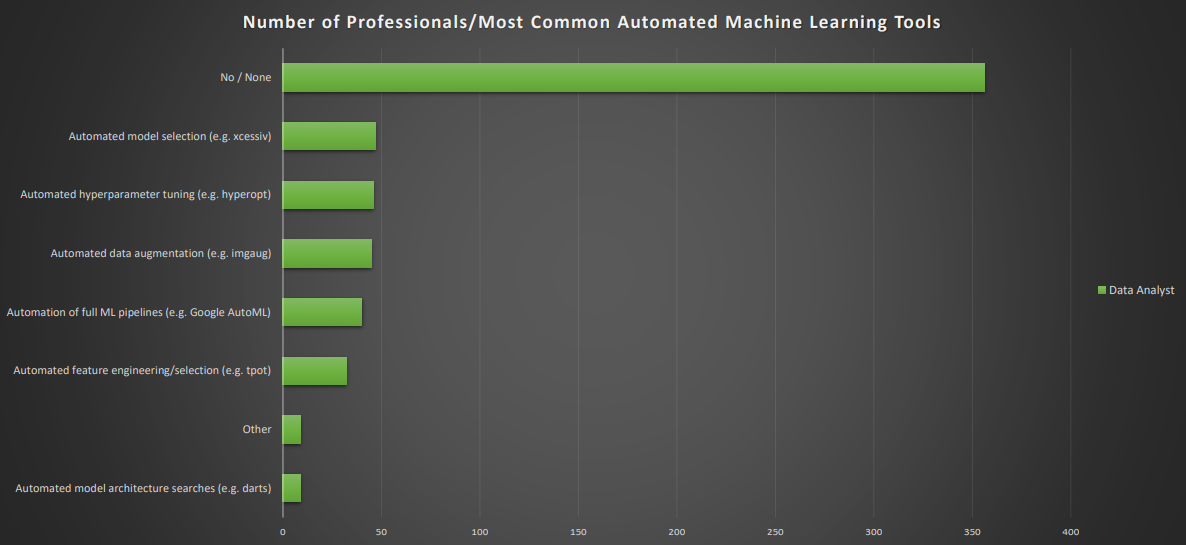 Number of Professionals/Most Common Automated Machine Learning Tools
No / None
Automated model selection (e.g. xcessiv)
Automated hyperparameter tuning (e.g. hyperopt)
Automated data augmentation (e.g. imgaug)
Automation of full ML pipelines (e.g. Google AutoML)
Automated feature engineering/selection (e.g. tpot)
Other
Automated model architecture searches (e.g. darts)
0 50 100 150 200 250 300 350 400
Data Analyst